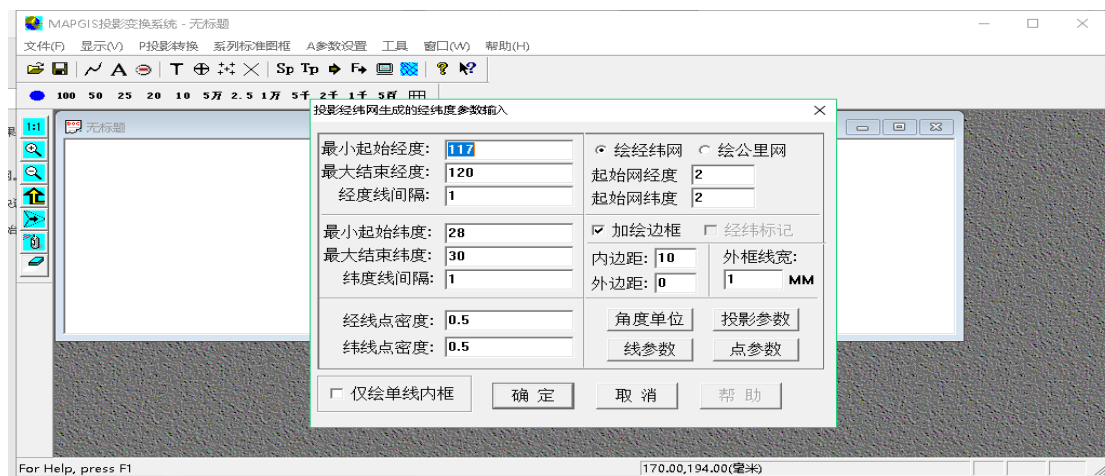 MAPGIS投影变换系统 - 无标题
文件(F) 显示(V) P投影转换 系列标准图框 A参数设置 工具 窗口(W) 帮助(H)
Sp Tp F
100 50 25 20 10 5万 2.5 1万 5千 2千 1千 5百
投影经纬网生成的经纬度参数输入
1:1 无标题
最小起始经度: 117
最大结束经度: 120
经度线间隔: 1
最小起始纬度: 28
最大结束纬度: 30
纬度线间隔: 1
经线点密度: 0.5
纬线点密度: 0.5
仅绘单线内框
绘经纬网 绘公里网
起始网经度 2
起始网纬度 2
加绘边框 经纬标记
内边距: 10
外边距: 0
外框线宽:
1 MM
角度单位 投影参数
线参数 点参数
确 定 取 消 帮 助
For Help, press F1 170.00,194.00(毫米)